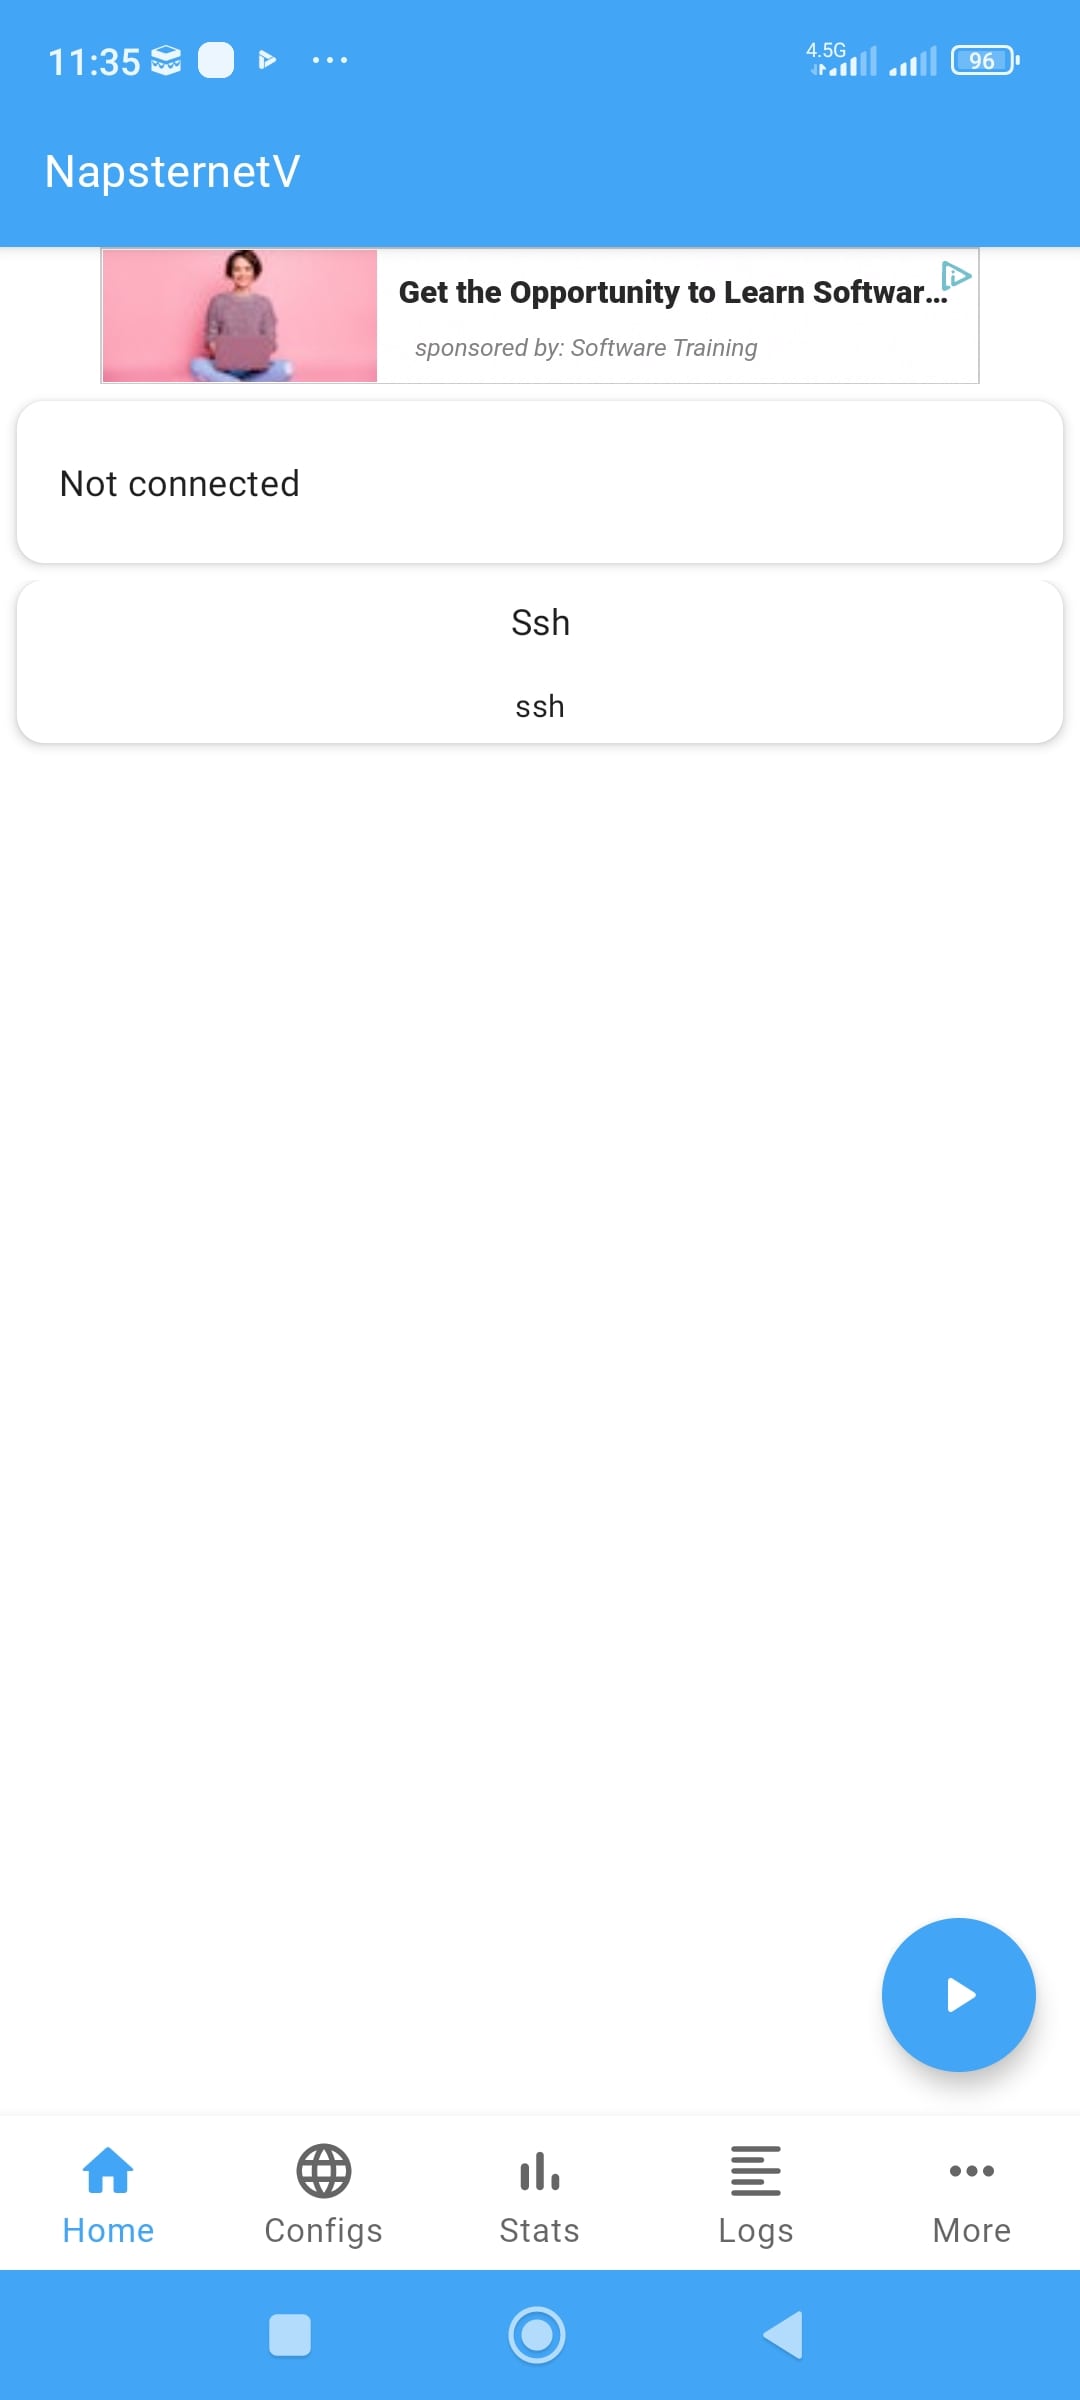 11:35
4.5G
96
NapsternetV
Get the Opportunity to Learn Softwar...
sponsored by: Software Training
Not connected
Ssh
ssh
Home
Configs
Stats
Logs
More